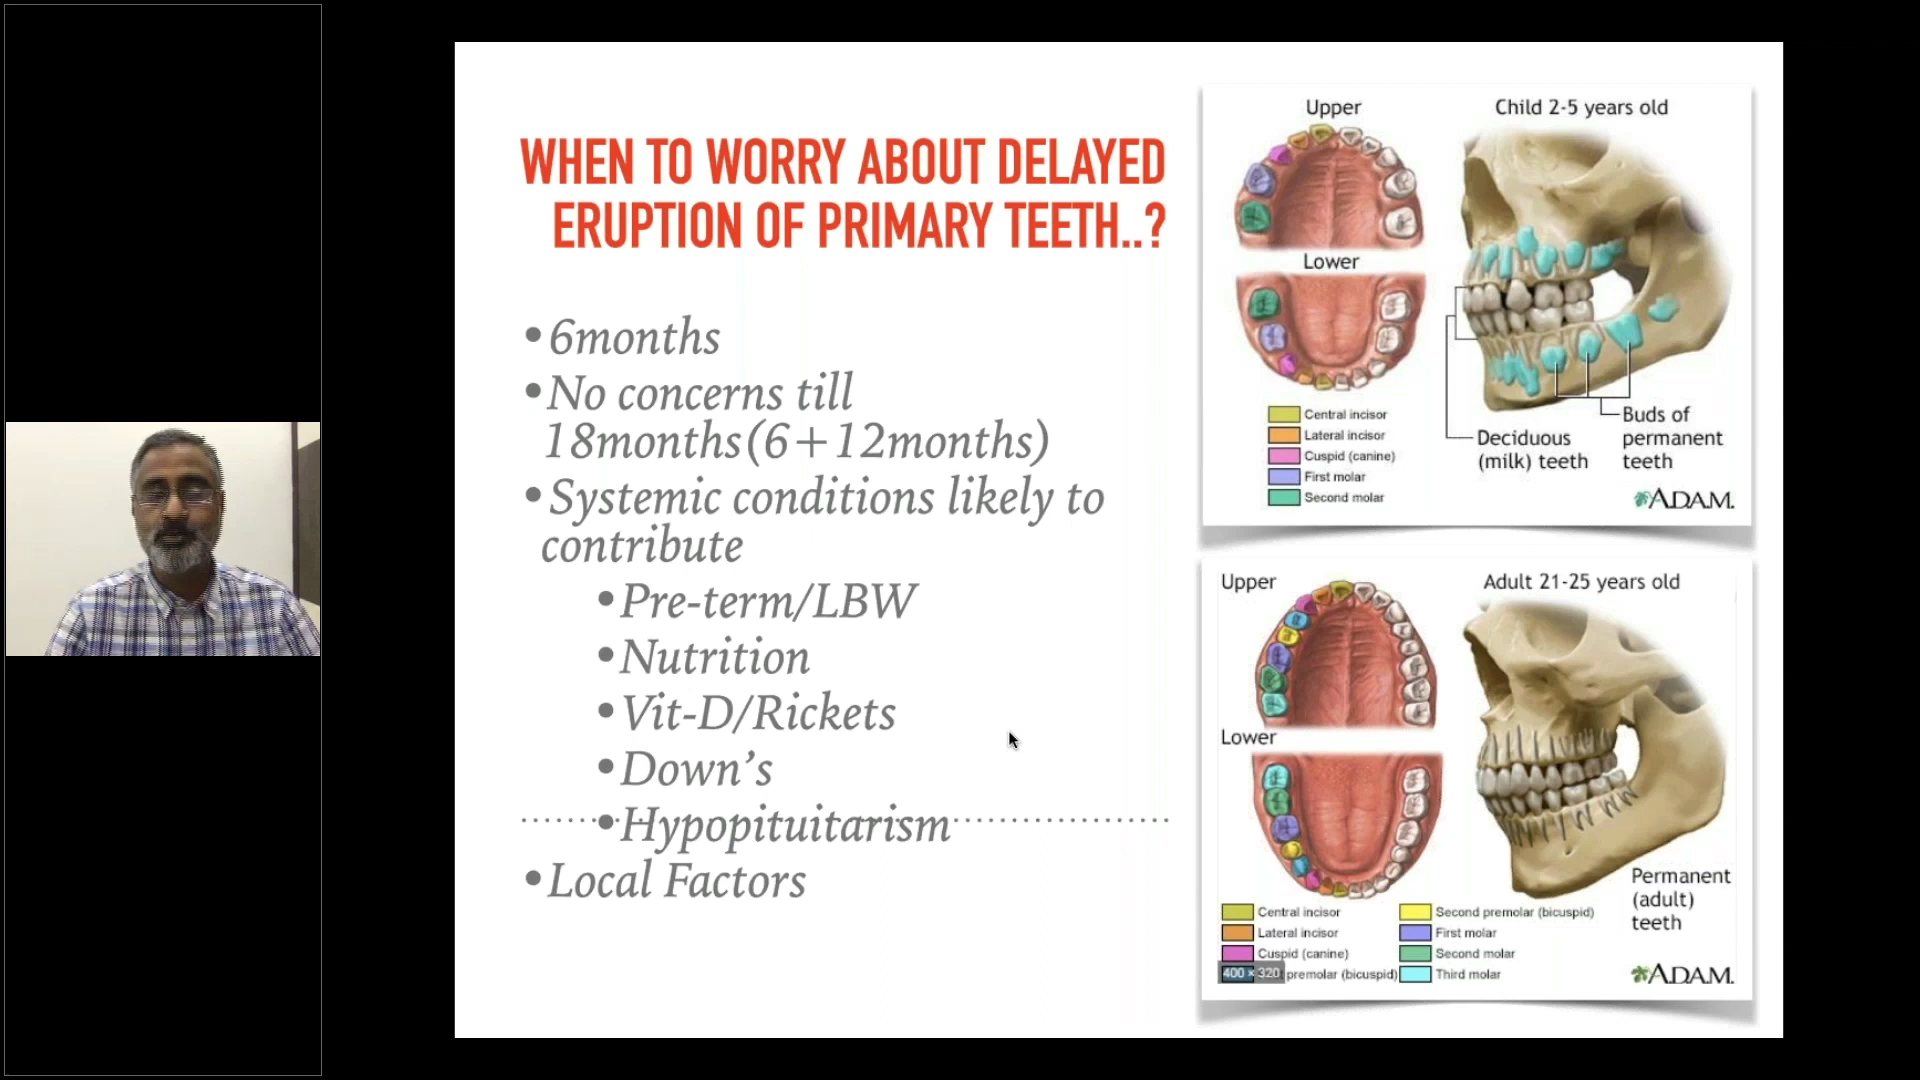 WHEN TO WORRY ABOUT DELAYED
ERUPTION OF PRIMARY TEETH..?
•6months
•No concerns till
18months(6+12months)
•Systemic conditions likely to
contribute
•Pre-term/LBW
•Nutrition
•Vit-D/Rickets
•Down’s
•Hypopituitarism
•Local Factors
Upper
Child 2-5 years old
Lower
Central incisor
Lateral incisor
Cuspid (canine)
First molar
Second molar
Deciduous
(milk) teeth
Buds of
permanent
teeth
ADAM.
Upper
Adult 21-25 years old
Lower
Permanent
(adult)
teeth
Central incisor
Lateral incisor
Cuspid (canine)
premolar (bicuspid)
Second premolar (bicuspid)
First molar
Second molar
Third molar
400 × 320
ADAM.